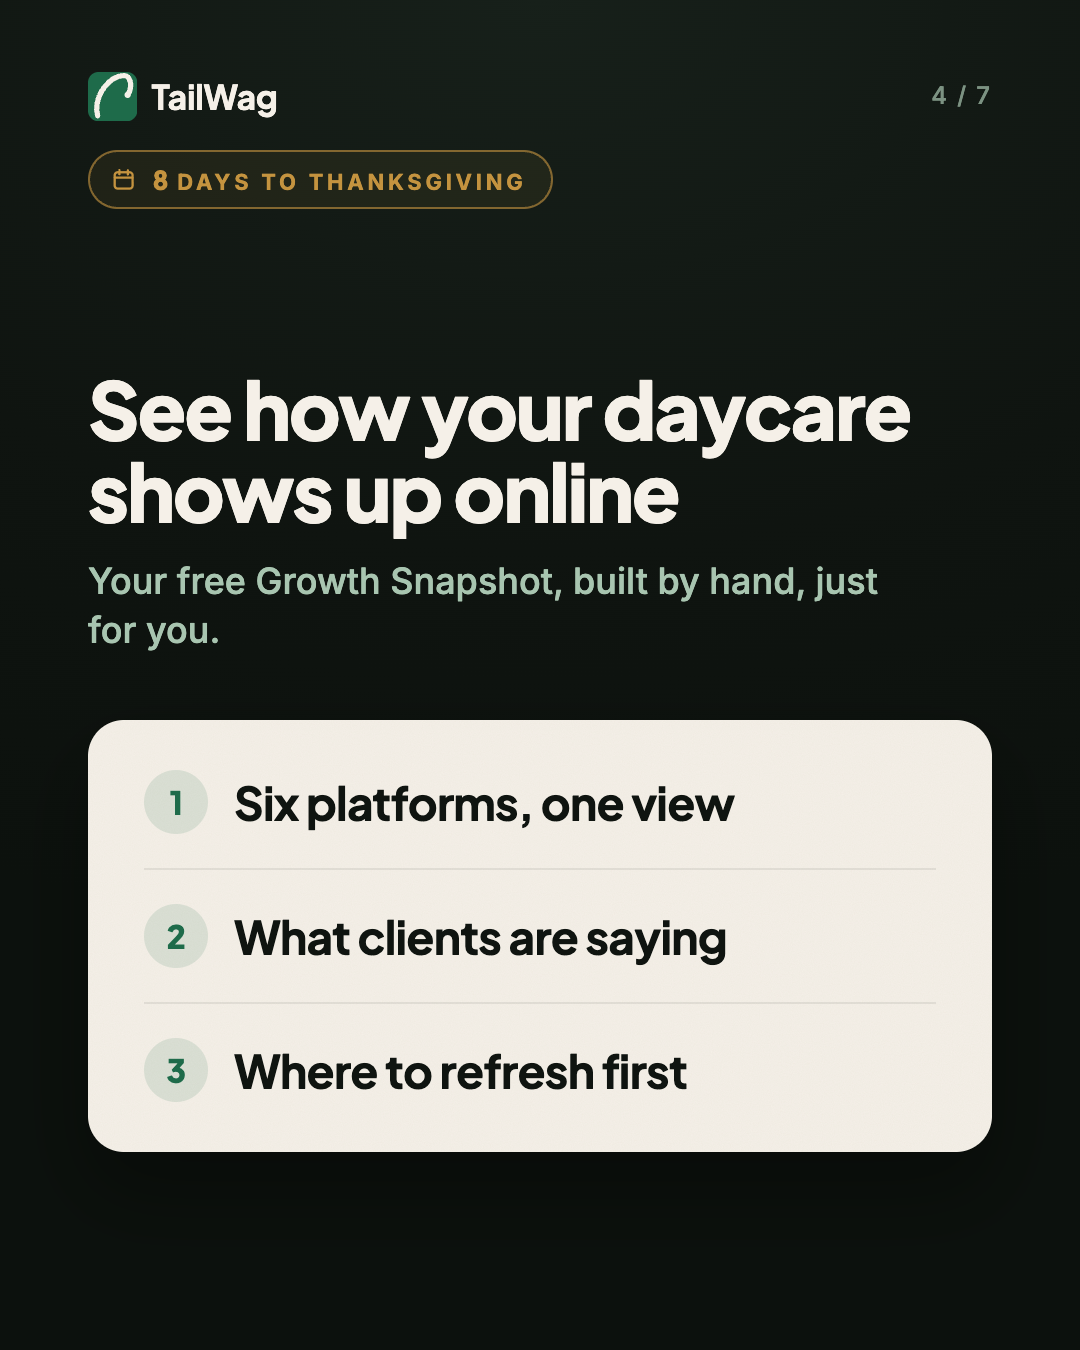 TailWag
4 / 7
8 DAYS TO THANKSGIVING
See how your daycare
shows up online
Your free Growth Snapshot, built by hand, just
for you.
1 Six platforms, one view
2 What clients are saying
3 Where to refresh first